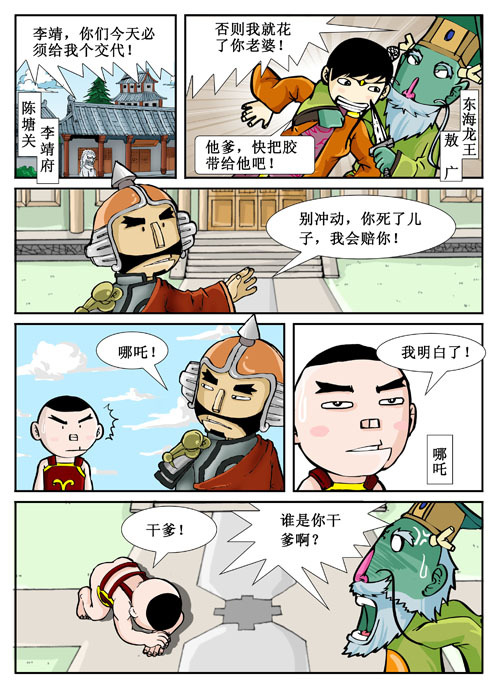 李靖，你们今天必
须给我个交代！
陈塘关
李靖府
否则我就花
了你老婆！
他爹，快把胶
带给他吧！
东海龙王
敖广
别冲动，你死了儿
子，我会赔你！
哪吒！
我明白了！
哪吒
干爹！
谁是你干
爹啊？